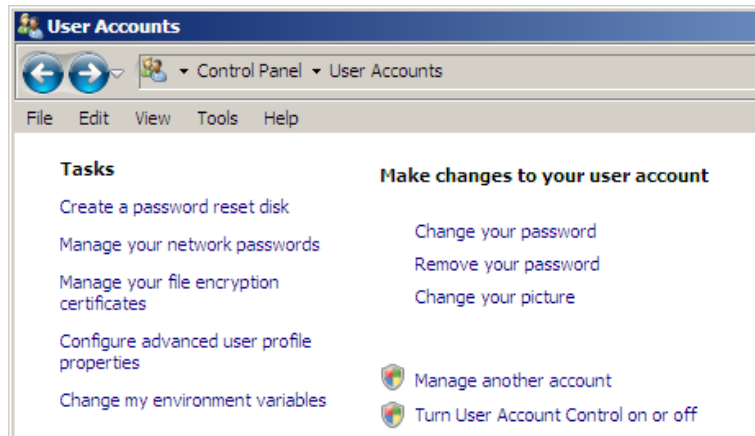 User Accounts
Control Panel User Accounts
File Edit View Tools Help
Tasks
Create a password reset disk
Manage your network passwords
Manage your file encryption
certificates
Configure advanced user profile
properties
Change my environment variables
Make changes to your user account
Change your password
Remove your password
Change your picture
Manage another account
Turn User Account Control on or off